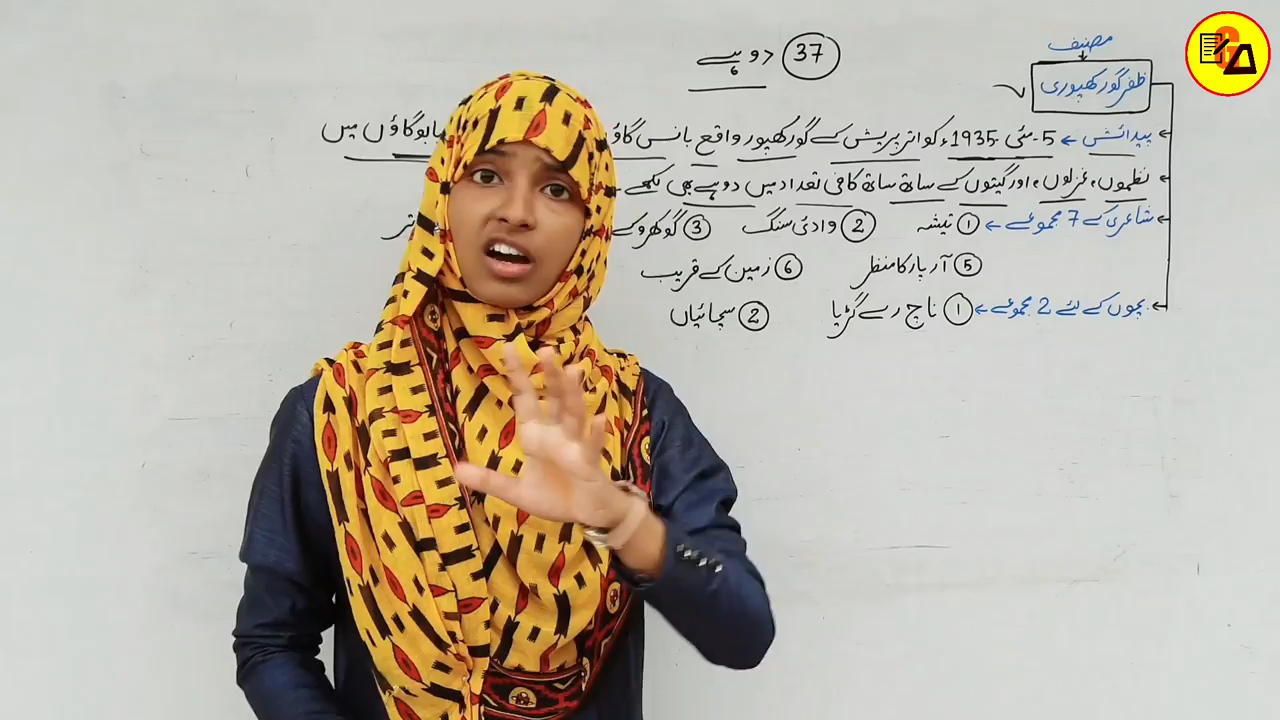 37 دوہے
مصنف
ظفر گورکھپوری
پیدائش ← 5-مئی 1935ء کو اتر پردیش کے گورکھپور واقع بانس گاؤں بابو گاؤں میں
نظموں، غزلوں، اور گیتوں کے ساتھ ساتھ کافی تعداد میں دوہے بھی لکھے۔
شاعری کے 7 مجموعے ← 1 تیشہ 2 وادئ سنگ 3 گوکھرو کے
5 آر پار کا منظر 6 زمین کے قریب
بچوں کے لئے 2 مجموعے ← 1 ناچ ری گڑیا 2 سچائیاں